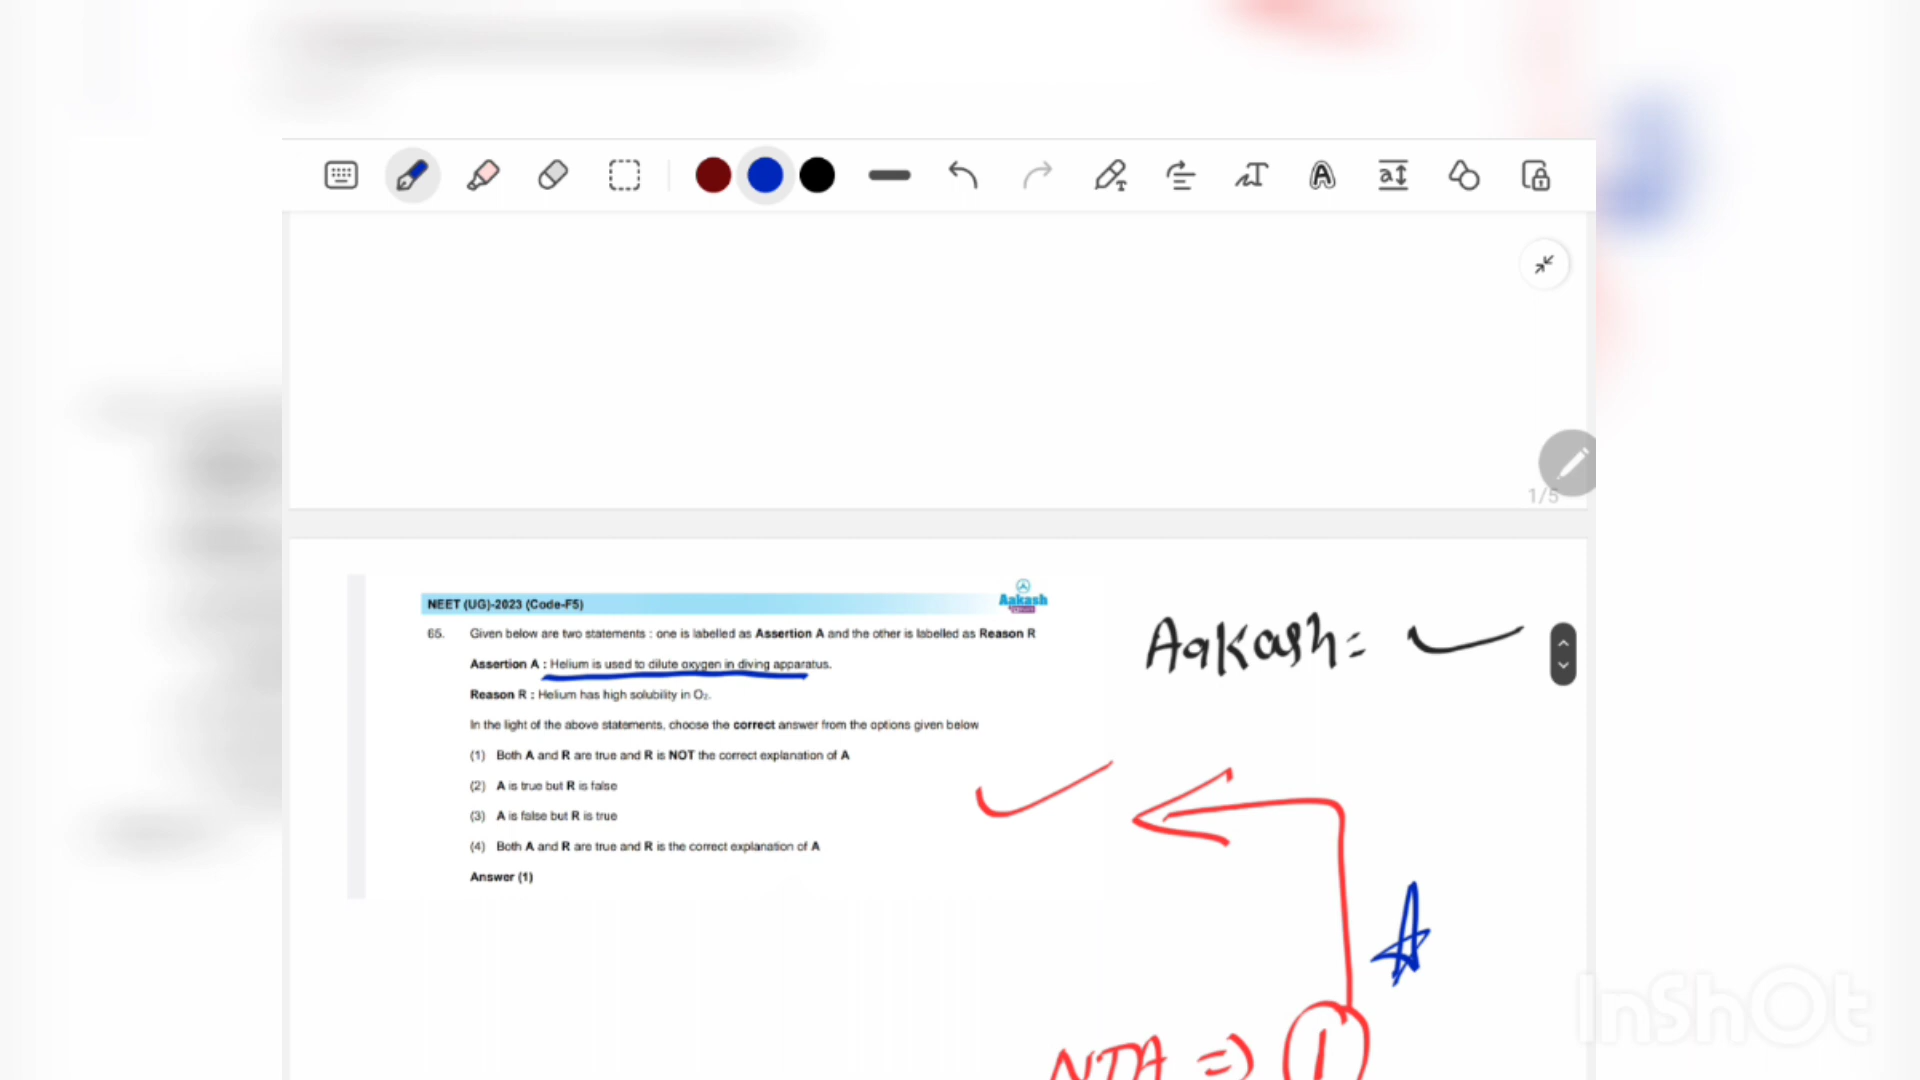 1/5
NEET (UG)-2023 (Code-F5)
Aakash
65. Given below are two statements : one is labelled as Assertion A and the other is labelled as Reason R
Assertion A : Helium is used to dilute oxygen in diving apparatus.
Reason R : Helium has high solubility in O₂.
In the light of the above statements, choose the correct answer from the options given below
(1) Both A and R are true and R is NOT the correct explanation of A
(2) A is true but R is false
(3) A is false but R is true
(4) Both A and R are true and R is the correct explanation of A
Answer (1)
Aakash =
NTA => 1
InShOt